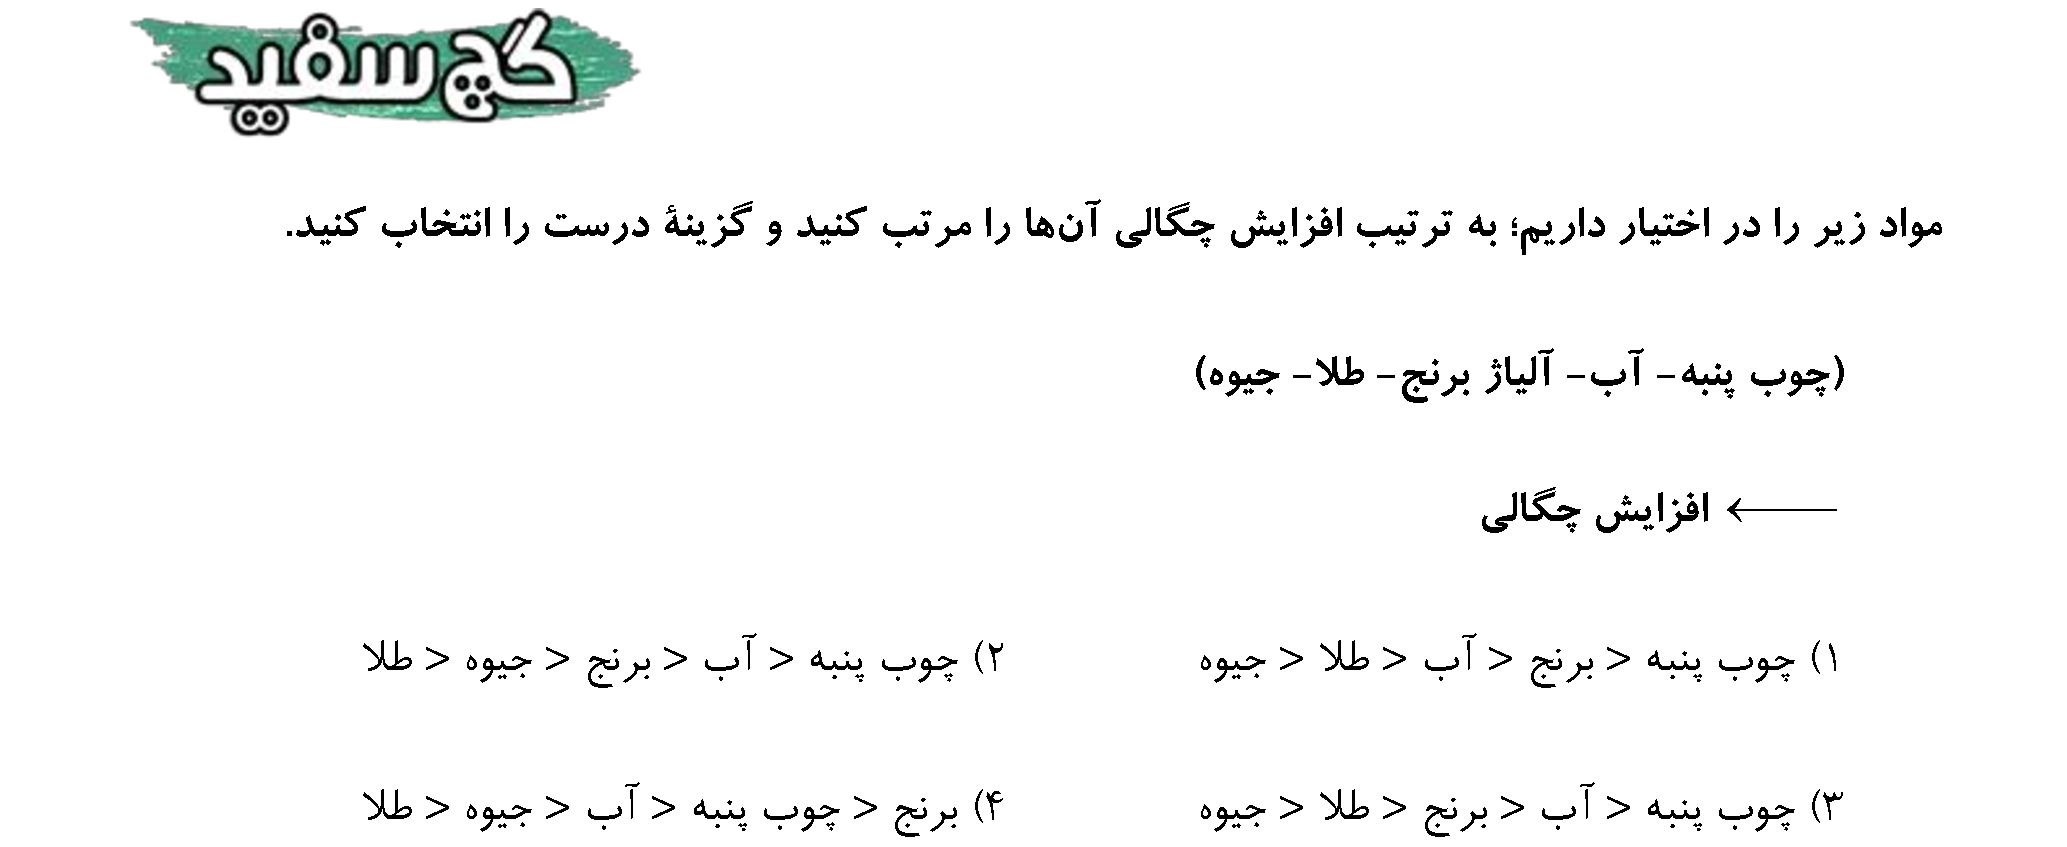 گچ سفید
مواد زیر را در اختیار داریم؛ به ترتیب افزایش چگالی آن‌ها را مرتب کنید و گزینهٔ درست را انتخاب کنید.
(چوب پنبه– آب– آلیاژ برنج– طلا– جیوه)
⟵ افزایش چگالی
۱) چوب پنبه < برنج < آب < طلا < جیوه ۲) چوب پنبه < آب < برنج < جیوه < طلا
۳) چوب پنبه < آب < برنج < طلا < جیوه ۴) برنج < چوب پنبه < آب < جیوه < طلا